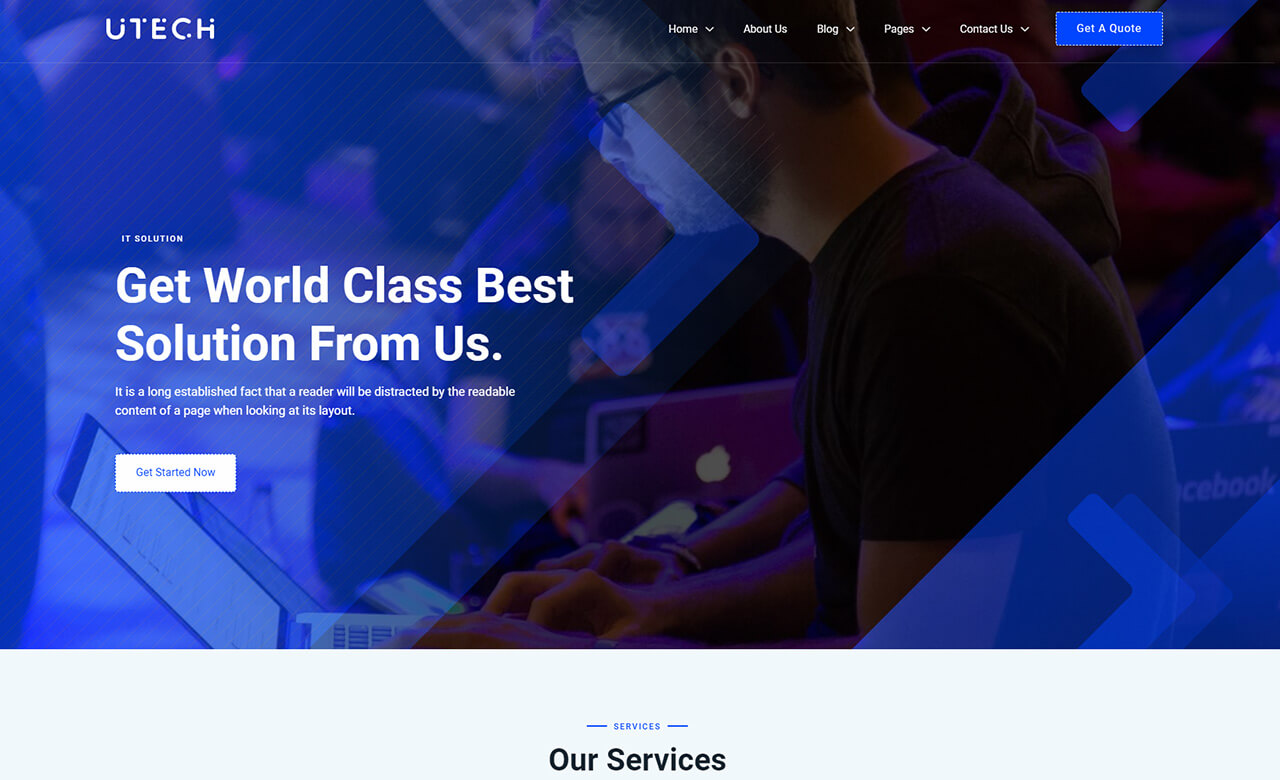 UTECH
Home
About Us
Blog
Pages
Contact Us
Get A Quote
IT SOLUTION
Get World Class Best
Solution From Us.
It is a long established fact that a reader will be distracted by the readable
content of a page when looking at its layout.
Get Started Now
cebook
SERVICES
Our Services